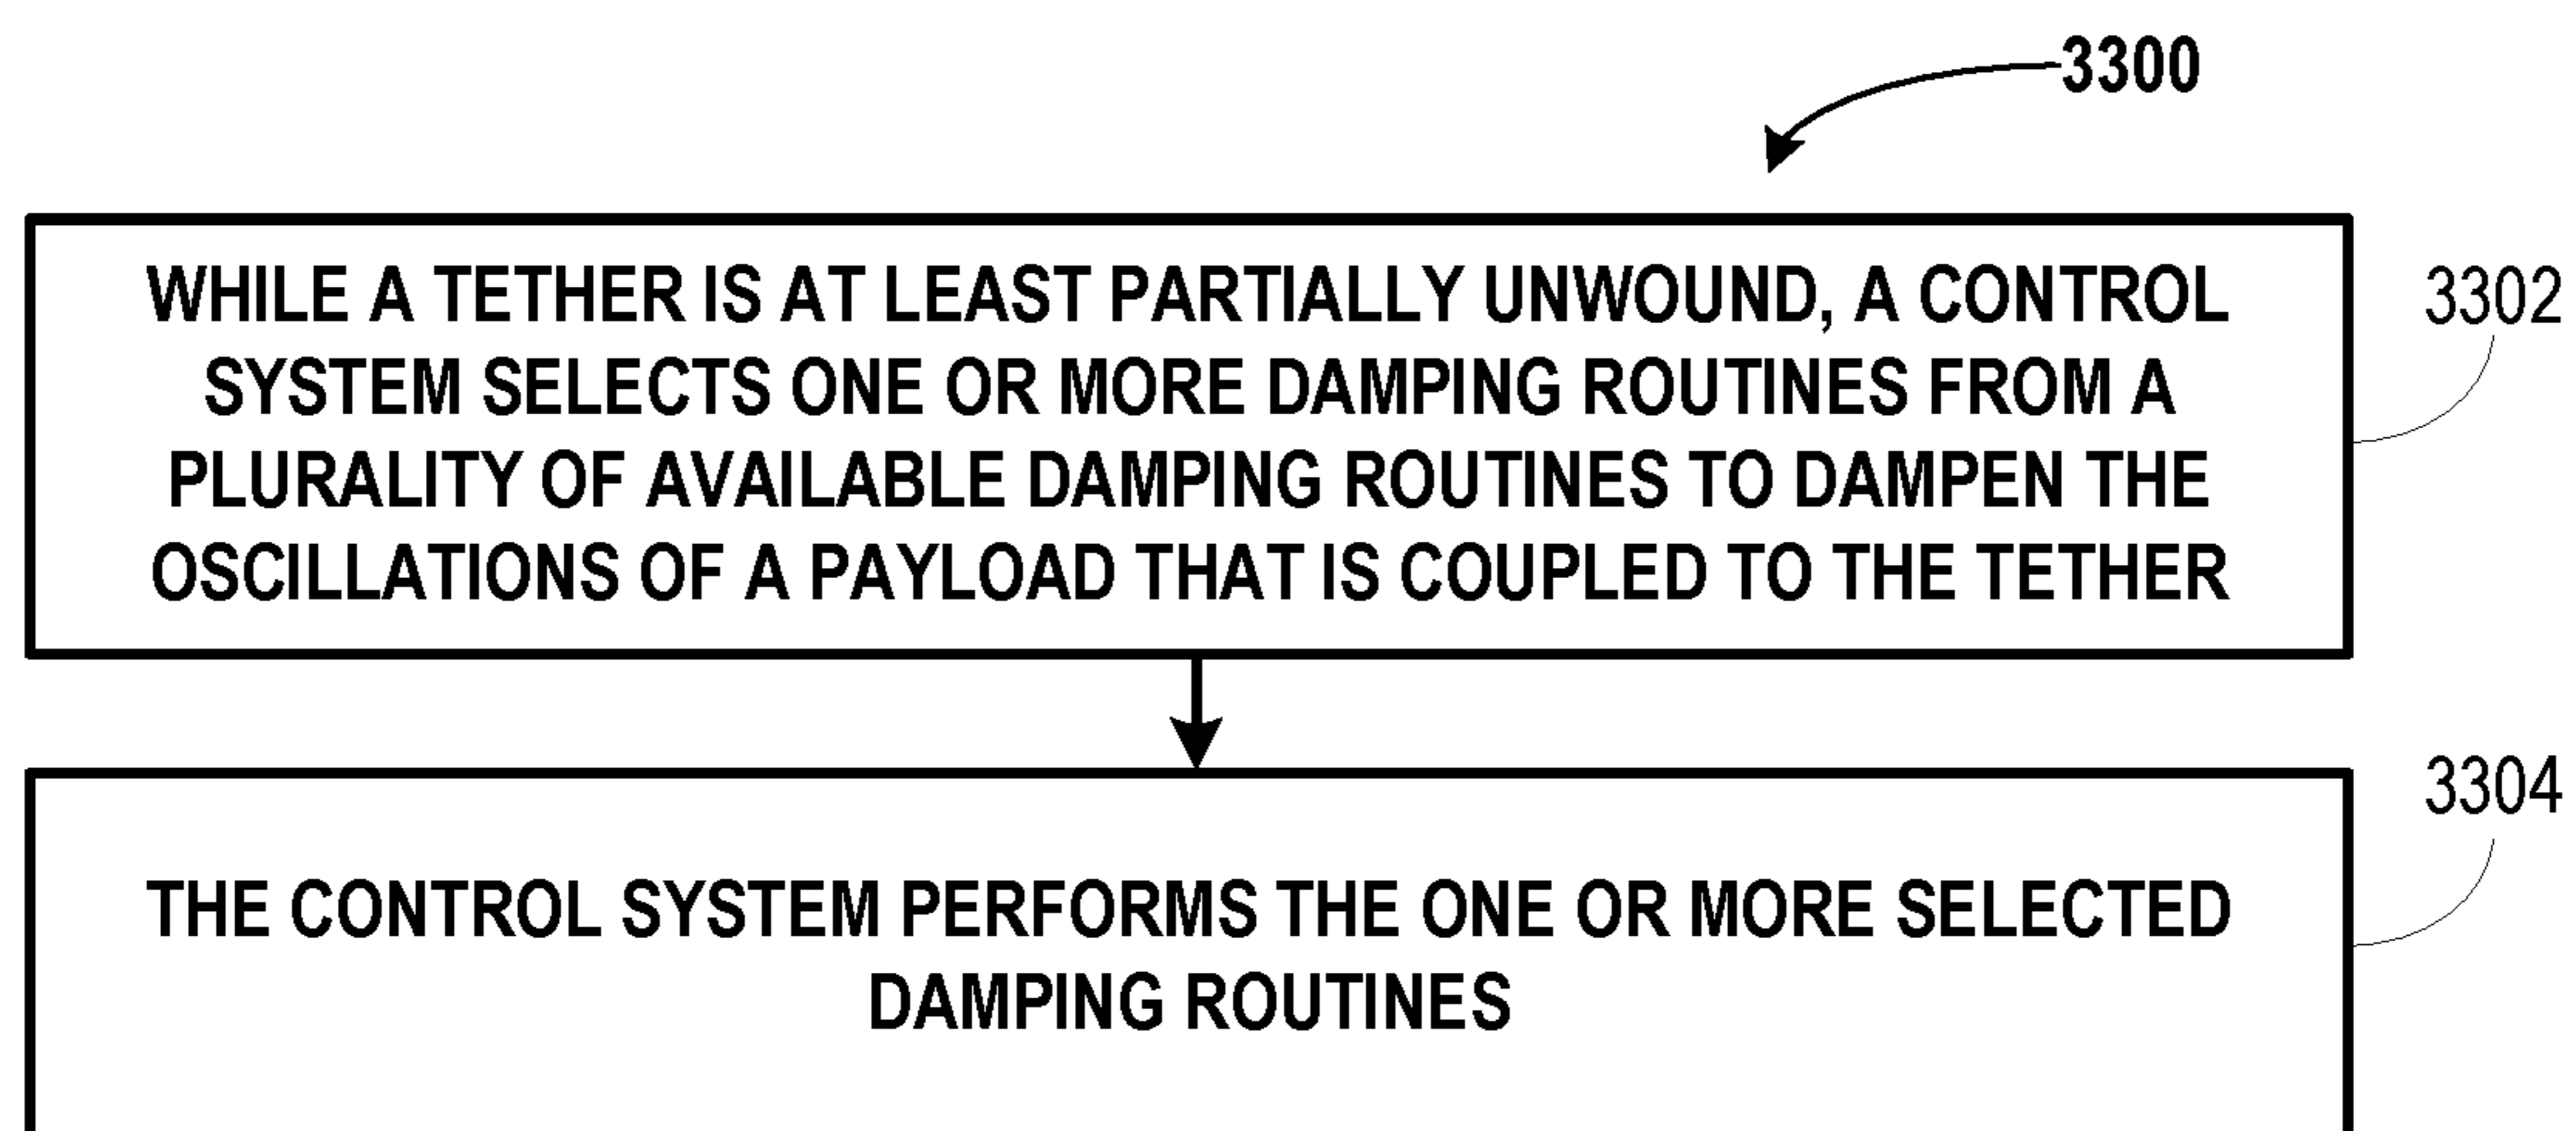 3300
WHILE A TETHER IS AT LEAST PARTIALLY UNWOUND, A CONTROL
SYSTEM SELECTS ONE OR MORE DAMPING ROUTINES FROM A
PLURALITY OF AVAILABLE DAMPING ROUTINES TO DAMPEN THE
OSCILLATIONS OF A PAYLOAD THAT IS COUPLED TO THE TETHER
3302
THE CONTROL SYSTEM PERFORMS THE ONE OR MORE SELECTED
DAMPING ROUTINES
3304